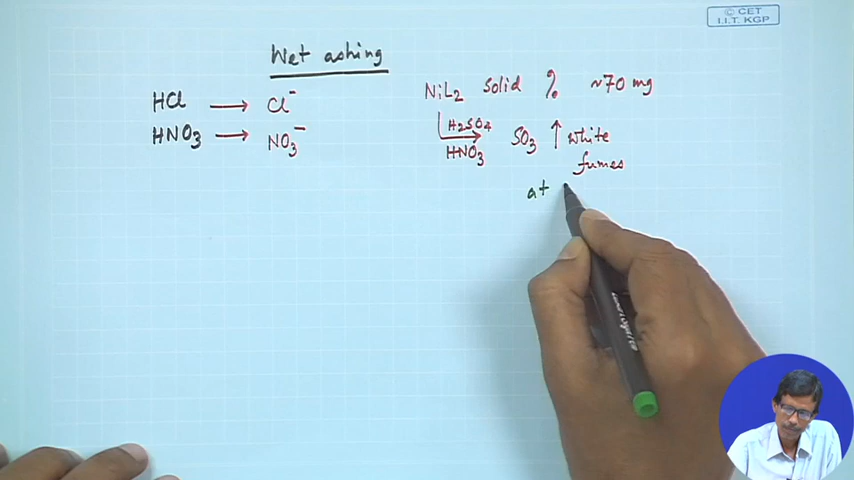 © CET
I.I.T. KGP
Wet ashing
HCl → Cl⁻
HNO₃ → NO₃⁻
NiL₂ solid % ~70 mg
H₂SO₄
HNO₃
SO₃ ↑ white
fumes
at